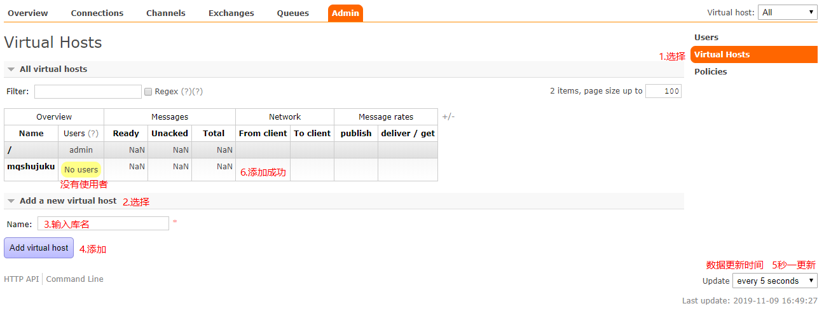 Overview Connections Channels Exchanges Queues Admin Virtual host: All
Virtual Hosts
Users
1.选择 Virtual Hosts
Policies
All virtual hosts
Filter: Regex (?)(?) 2 items, page size up to 100
Overview Messages Network Message rates +/-
Name Users (?) Ready Unacked Total From client To client publish deliver / get
/ admin NaN NaN NaN
mqshujuku No users NaN NaN NaN
6.添加成功
没有使用者
Add a new virtual host 2.选择
Name: 3.输入库名 *
Add virtual host 4.添加
数据更新时间 5秒一更新
HTTP API Command Line
Update every 5 seconds
Last update: 2019-11-09 16:49:27